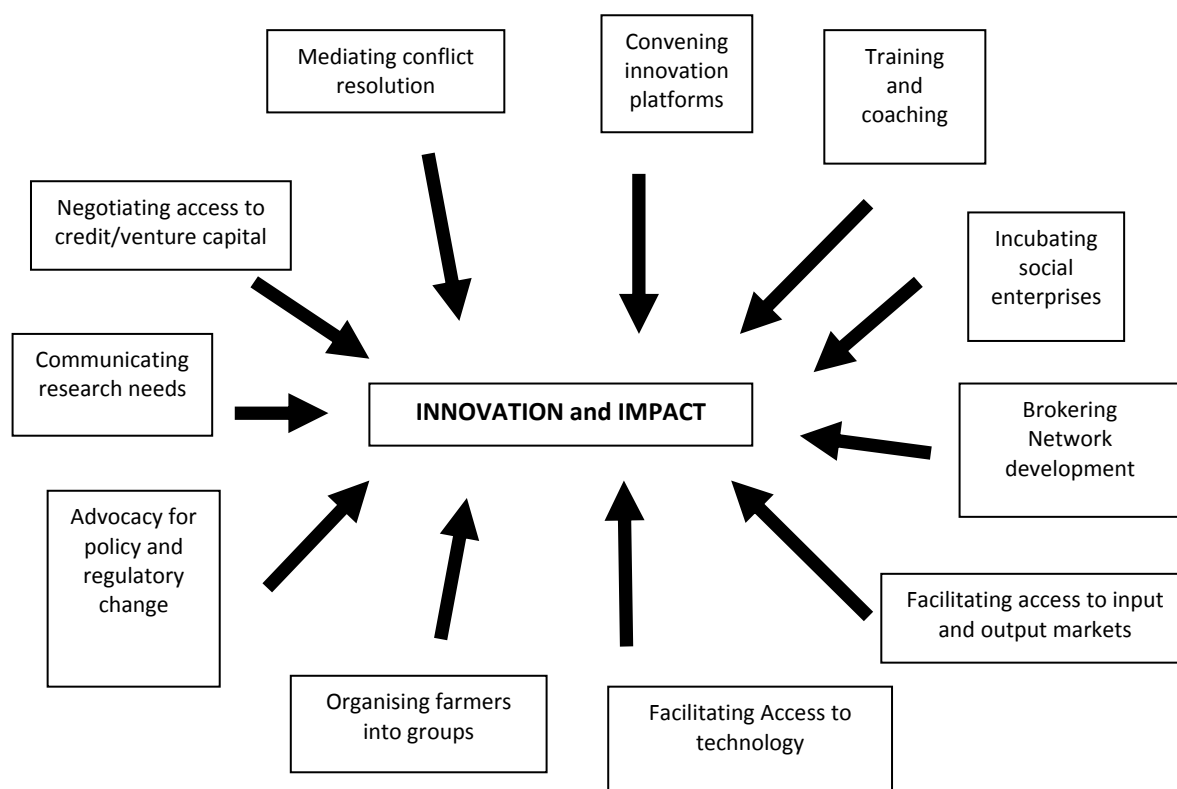 Mediating conflict
resolution
Convening
innovation
platforms
Training
and
coaching
Negotiating access to
credit/venture capital
Incubating
social
enterprises
Communicating
research needs
INNOVATION and IMPACT
Brokering
Network
development
Advocacy for
policy and
regulatory
change
Facilitating access to input
and output markets
Organising farmers
into groups
Facilitating Access to
technology